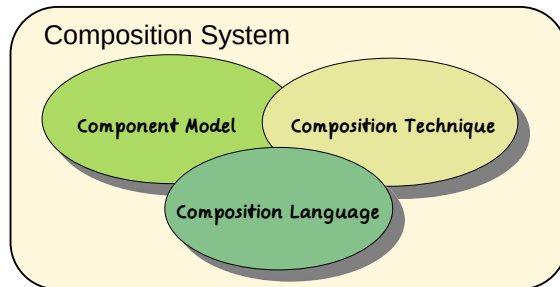 Composition System
Component Model
Composition Technique
Composition Language